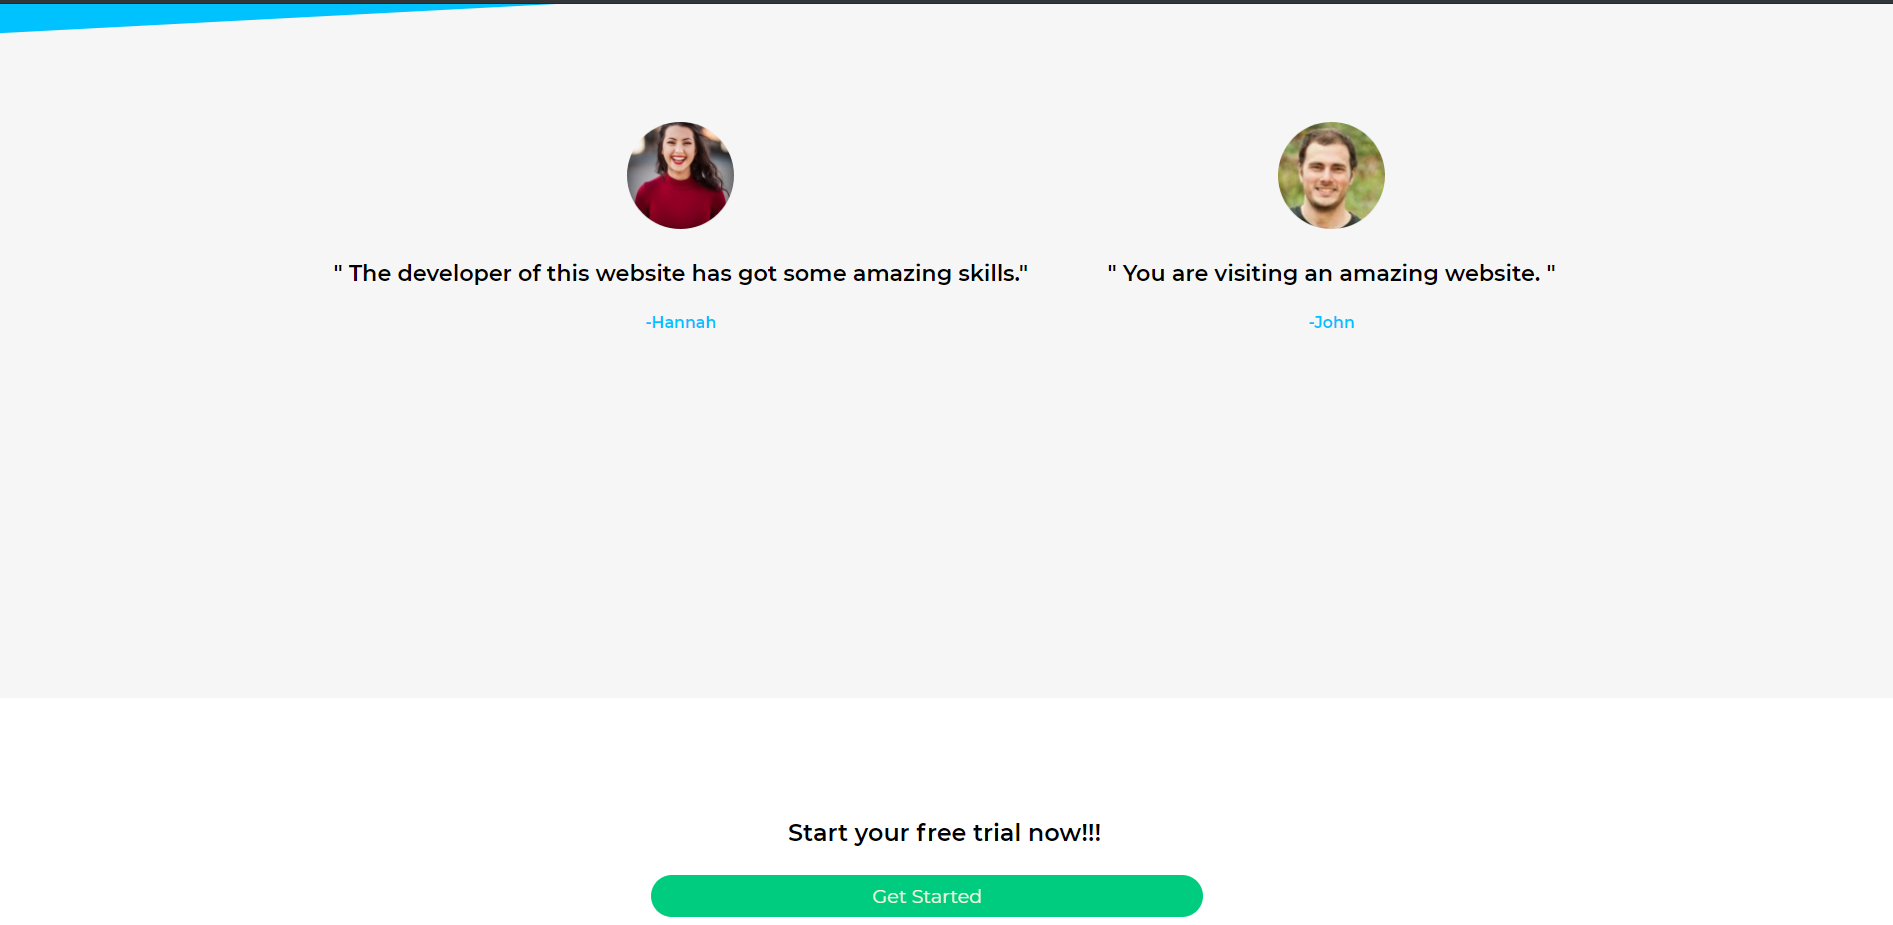 " The developer of this website has got some amazing skills."
-Hannah
" You are visiting an amazing website. "
-John
Start your free trial now!!!
Get Started